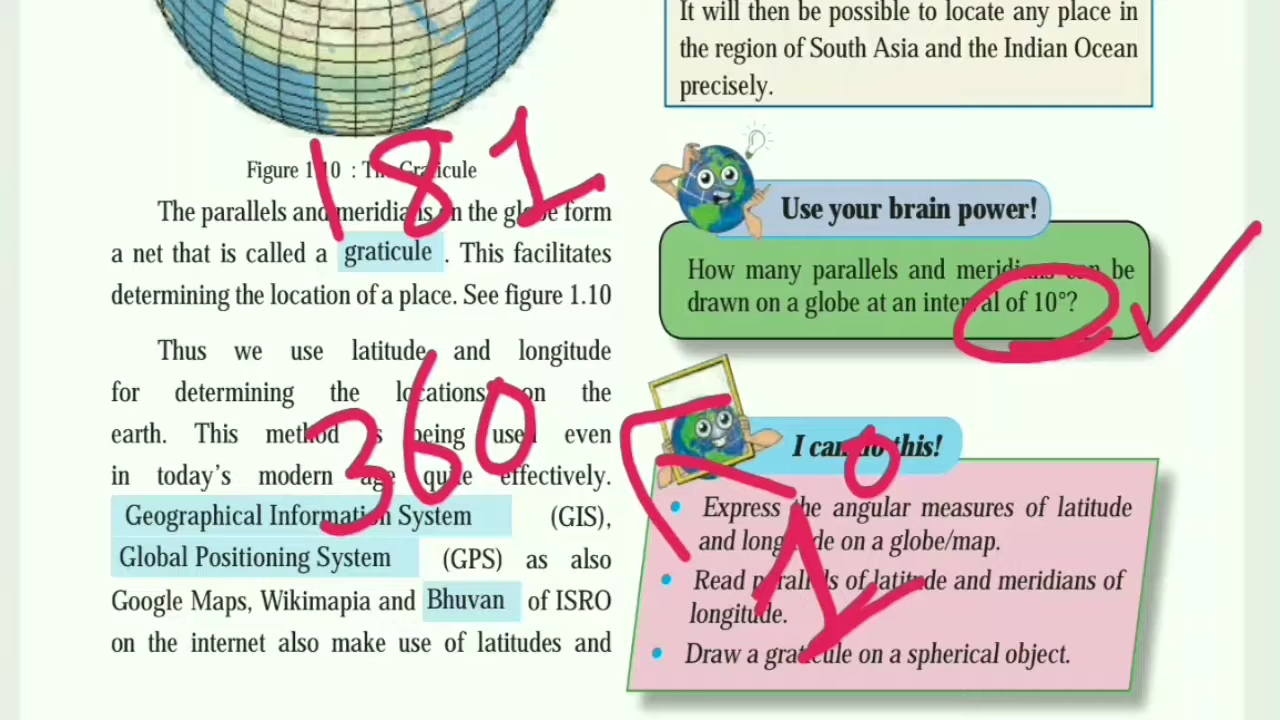 Figure 1.10 : The Graticule
The parallels and meridians on the globe form
a net that is called a graticule . This facilitates
determining the location of a place. See figure 1.10
Thus we use latitude and longitude
for determining the locations on the
earth. This method is being used even
in today's modern age quite effectively.
Geographical Information System (GIS),
Global Positioning System (GPS) as also
Google Maps, Wikimapia and Bhuvan of ISRO
on the internet also make use of latitudes and
181
360
It will then be possible to locate any place in
the region of South Asia and the Indian Ocean
precisely.
Use your brain power!
How many parallels and meridians can be
drawn on a globe at an interval of 10°?
I can do this!
• Express the angular measures of latitude
and longitude on a globe/map.
• Read parallels of latitude and meridians of
longitude.
• Draw a graticule on a spherical object.
1°